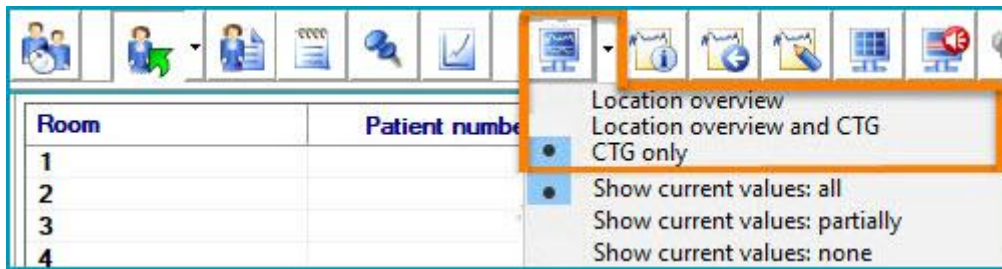 Location overview
Location overview and CTG
CTG only
Show current values: all
Show current values: partially
Show current values: none
Room
1
2
3
4
Patient